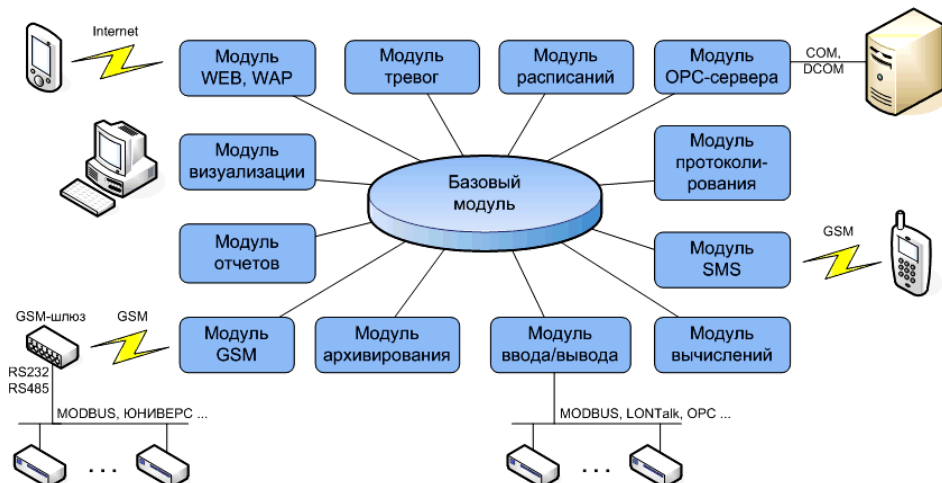 Internet
Модуль
WEB, WAP
Модуль
тревог
Модуль
расписаний
Модуль
OPC-сервера
COM,
DCOM
Модуль
визуализации
Базовый
модуль
Модуль
протоколи-
рования
Модуль
отчетов
Модуль
SMS
GSM
GSM-шлюз
GSM
Модуль
GSM
Модуль
архивирования
Модуль
ввода/вывода
Модуль
вычислений
RS232
RS485
MODBUS, ЮНИВЕРС ...
MODBUS, LONTalk, OPC ...
. . .
. . .